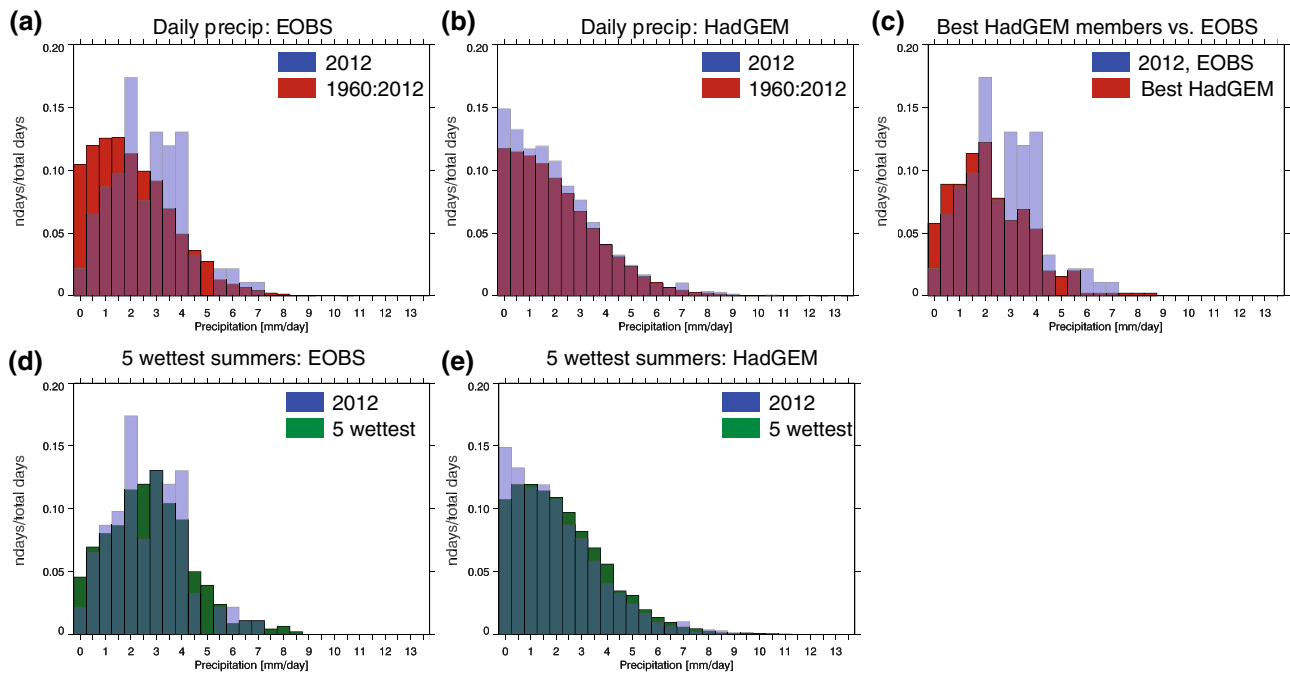 (a)
Daily precip: EOBS
0.20
0.15
0.10
0.05
0
ndays/total days
2012
1960:2012
0 1 2 3 4 5 6 7 8 9 10 11 12 13
Precipitation [mm/day]
(b)
Daily precip: HadGEM
0.20
0.15
0.10
0.05
0
ndays/total days
2012
1960:2012
0 1 2 3 4 5 6 7 8 9 10 11 12 13
Precipitation [mm/day]
(c)
Best HadGEM members vs. EOBS
0.20
0.15
0.10
0.05
0
ndays/total days
2012, EOBS
Best HadGEM
0 1 2 3 4 5 6 7 8 9 10 11 12 13
Precipitation [mm/day]
(d)
5 wettest summers: EOBS
0.20
0.15
0.10
0.05
0
ndays/total days
2012
5 wettest
0 1 2 3 4 5 6 7 8 9 10 11 12 13
Precipitation [mm/day]
(e)
5 wettest summers: HadGEM
0.20
0.15
0.10
0.05
0
ndays/total days
2012
5 wettest
0 1 2 3 4 5 6 7 8 9 10 11 12 13
Precipitation [mm/day]